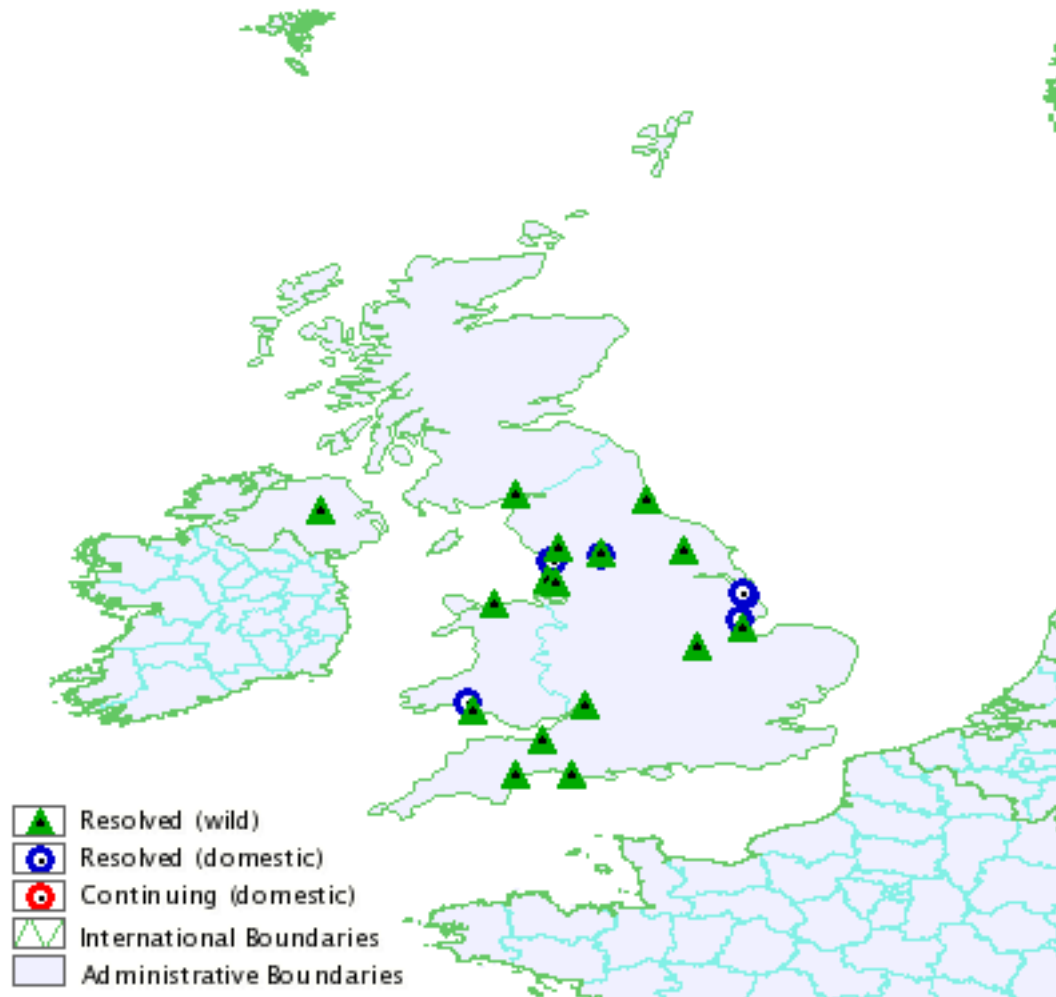 Resolved (wild)
Resolved (domestic)
Continuing (domestic)
International Boundaries
Administrative Boundaries